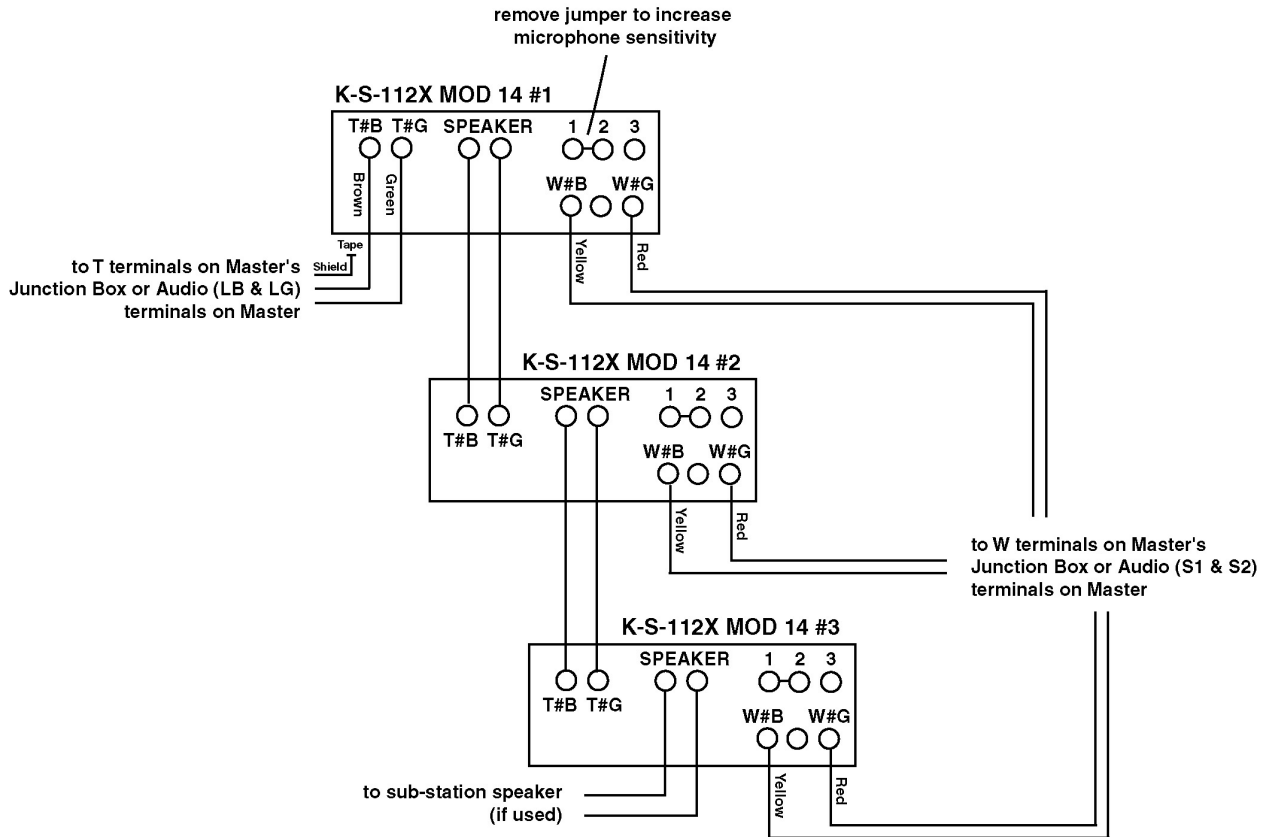 remove jumper to increase
microphone sensitivity
K-S-112X MOD 14 #1
T#B T#G SPEAKER 1 2 3
W#B W#G
Brown
Green
Yellow
Red
Tape
Shield
to T terminals on Master's
Junction Box or Audio (LB & LG)
terminals on Master
K-S-112X MOD 14 #2
SPEAKER 1 2 3
T#B T#G
W#B W#G
Yellow
Red
to W terminals on Master's
Junction Box or Audio (S1 & S2)
terminals on Master
K-S-112X MOD 14 #3
SPEAKER 1 2 3
T#B T#G
W#B W#G
Yellow
Red
to sub-station speaker
(if used)